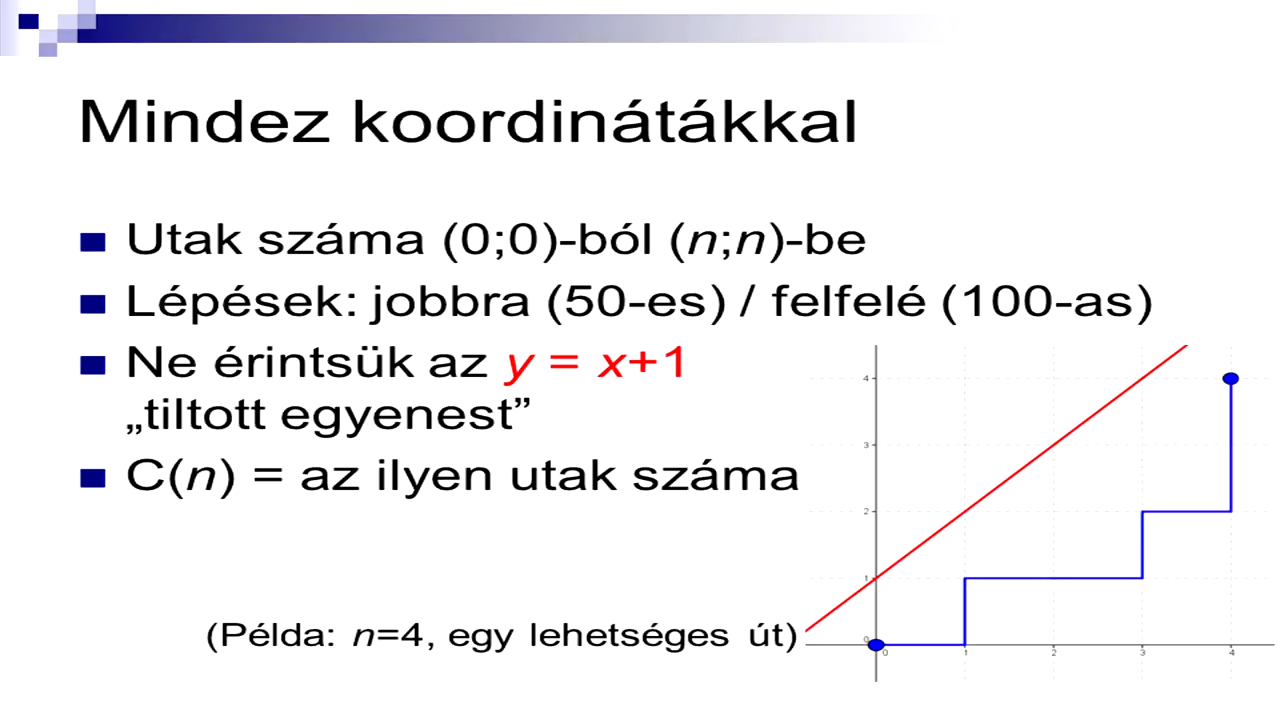 Mindez koordinátákkal
Utak száma (0;0)-ból (n;n)-be
Lépések: jobbra (50-es) / felfelé (100-as)
Ne érintsük az y = x+1
„tiltott egyenest”
C(n) = az ilyen utak száma
(Példa: n=4, egy lehetséges út)
4
3
2
1
0
0 1 2 3 4